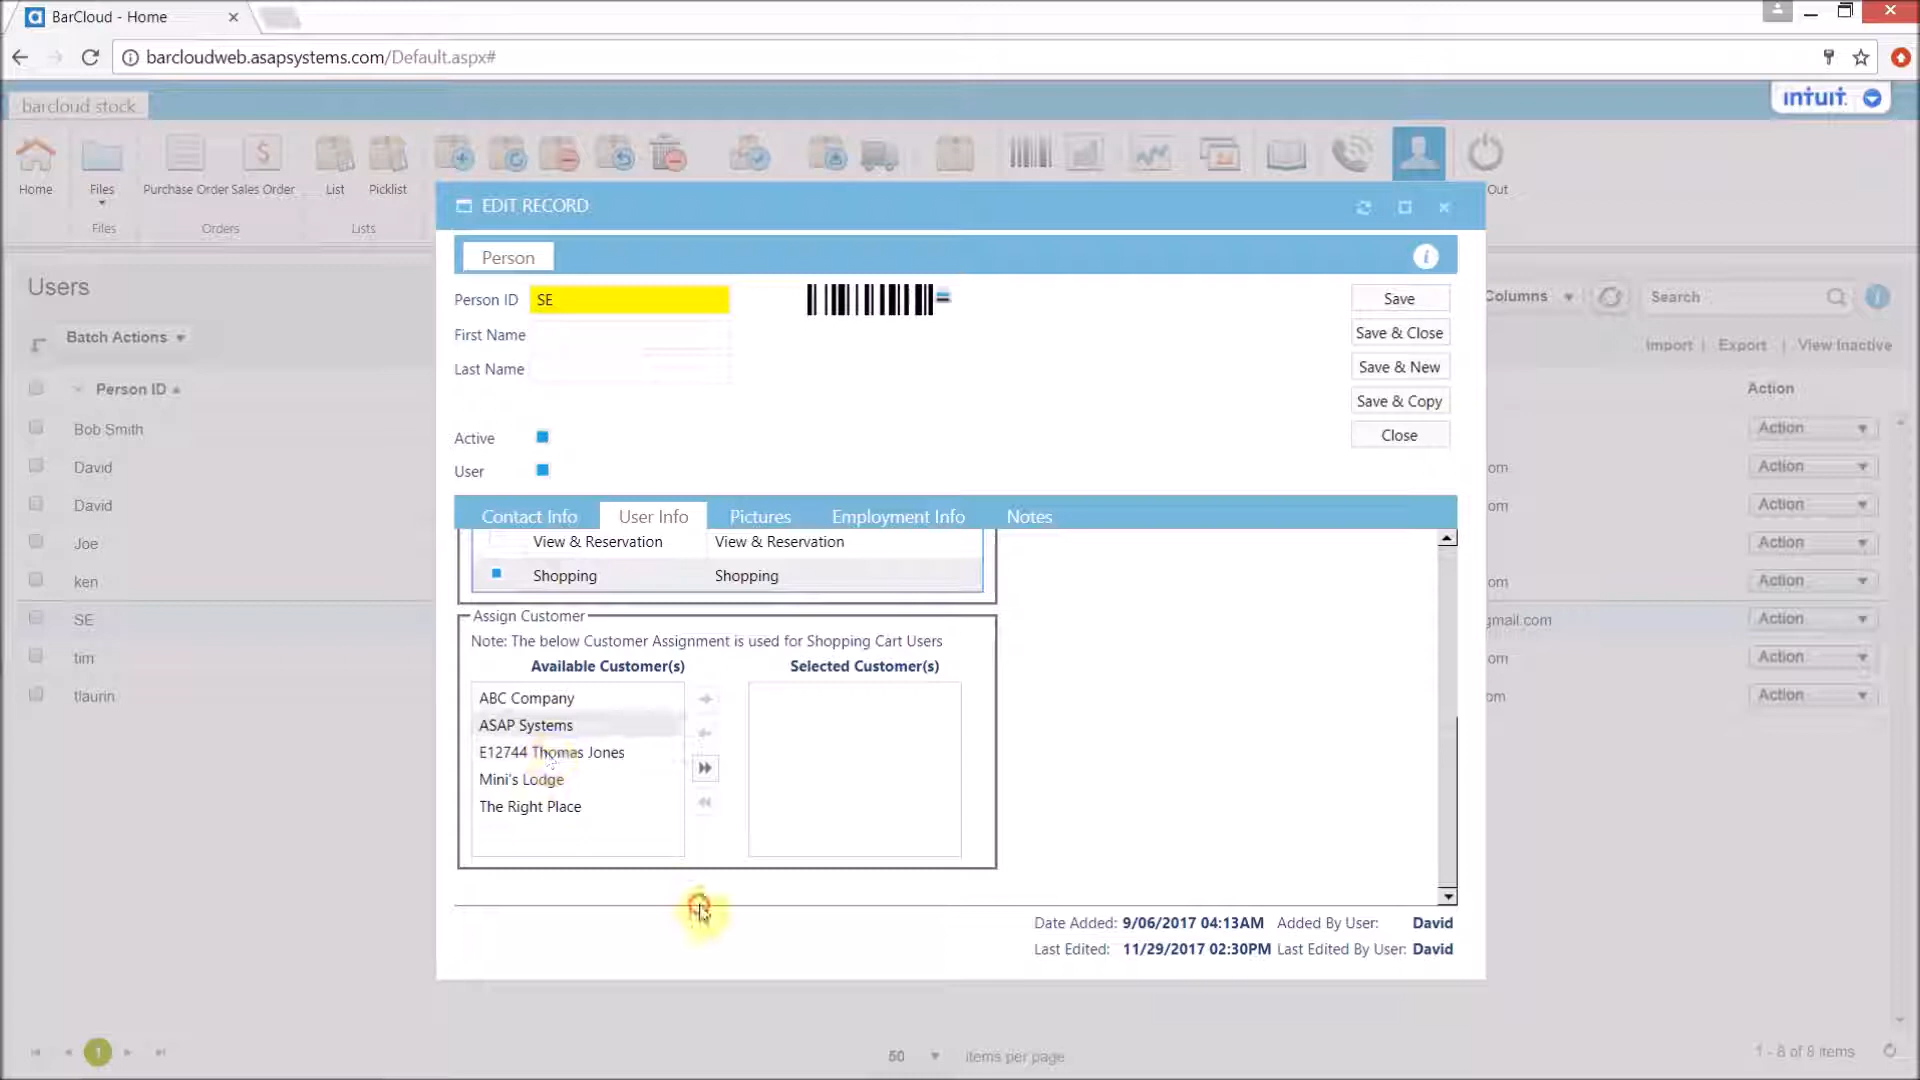 BarCloud - Home
barcloudweb.asapsystems.com/Default.aspx#
barcloud stock
intuit.
Home
Files
Purchase Order
Sales Order
List
Picklist
Out
Files
Orders
Lists
EDIT RECORD
Person
Users
Person ID
SE
Save
Columns
Search
First Name
Save & Close
Batch Actions
Import
Export
View Inactive
Last Name
Save & New
Person ID
Save & Copy
Action
Bob Smith
Active
Close
Action
David
User
om
Action
David
om
Action
Contact Info
User Info
Pictures
Employment Info
Notes
Joe
View & Reservation
View & Reservation
Action
ken
Shopping
Shopping
om
Action
SE
Assign Customer
gmail.com
Action
Note: The below Customer Assignment is used for Shopping Cart Users
tim
Available Customer(s)
Selected Customer(s)
om
Action
tlaurin
ABC Company
om
Action
ASAP Systems
E12744 Thomas Jones
Mini's Lodge
The Right Place
Date Added: 9/06/2017 04:13AM Added By User: David
Last Edited: 11/29/2017 02:30PM Last Edited By User: David
1
50
items per page
1 - 8 of 8 items